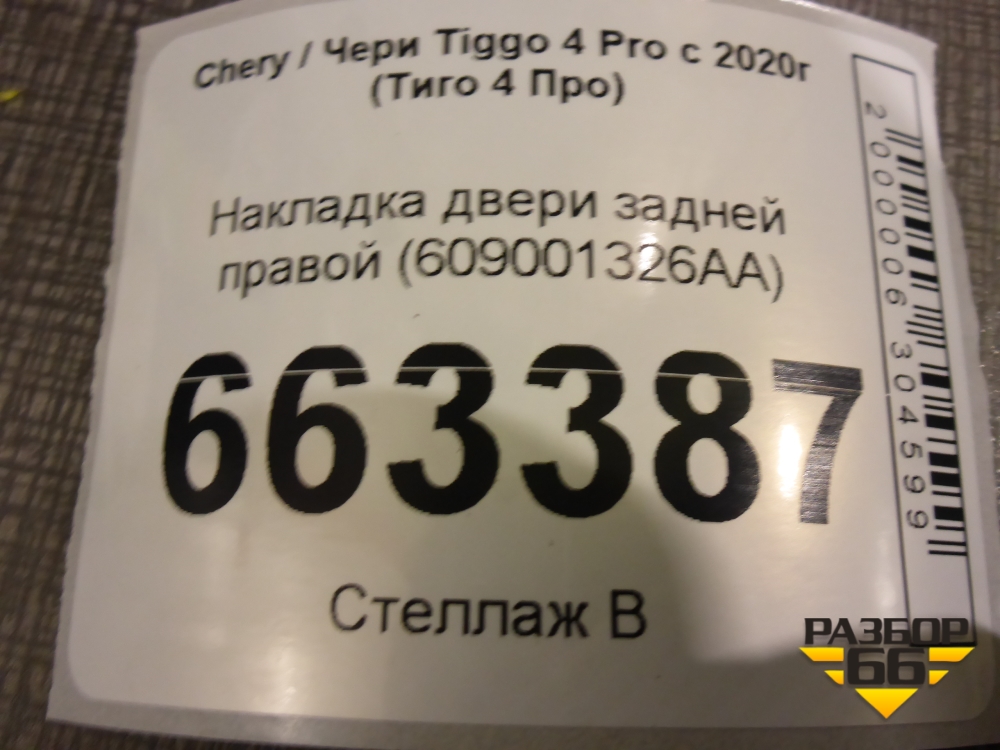 Chery / Чери Tiggo 4 Pro с 2020г
(Тиго 4 Про)
Накладка двери задней
правой (609001326AA)
663387
Стеллаж В
2000006304599
РАЗБОР
66